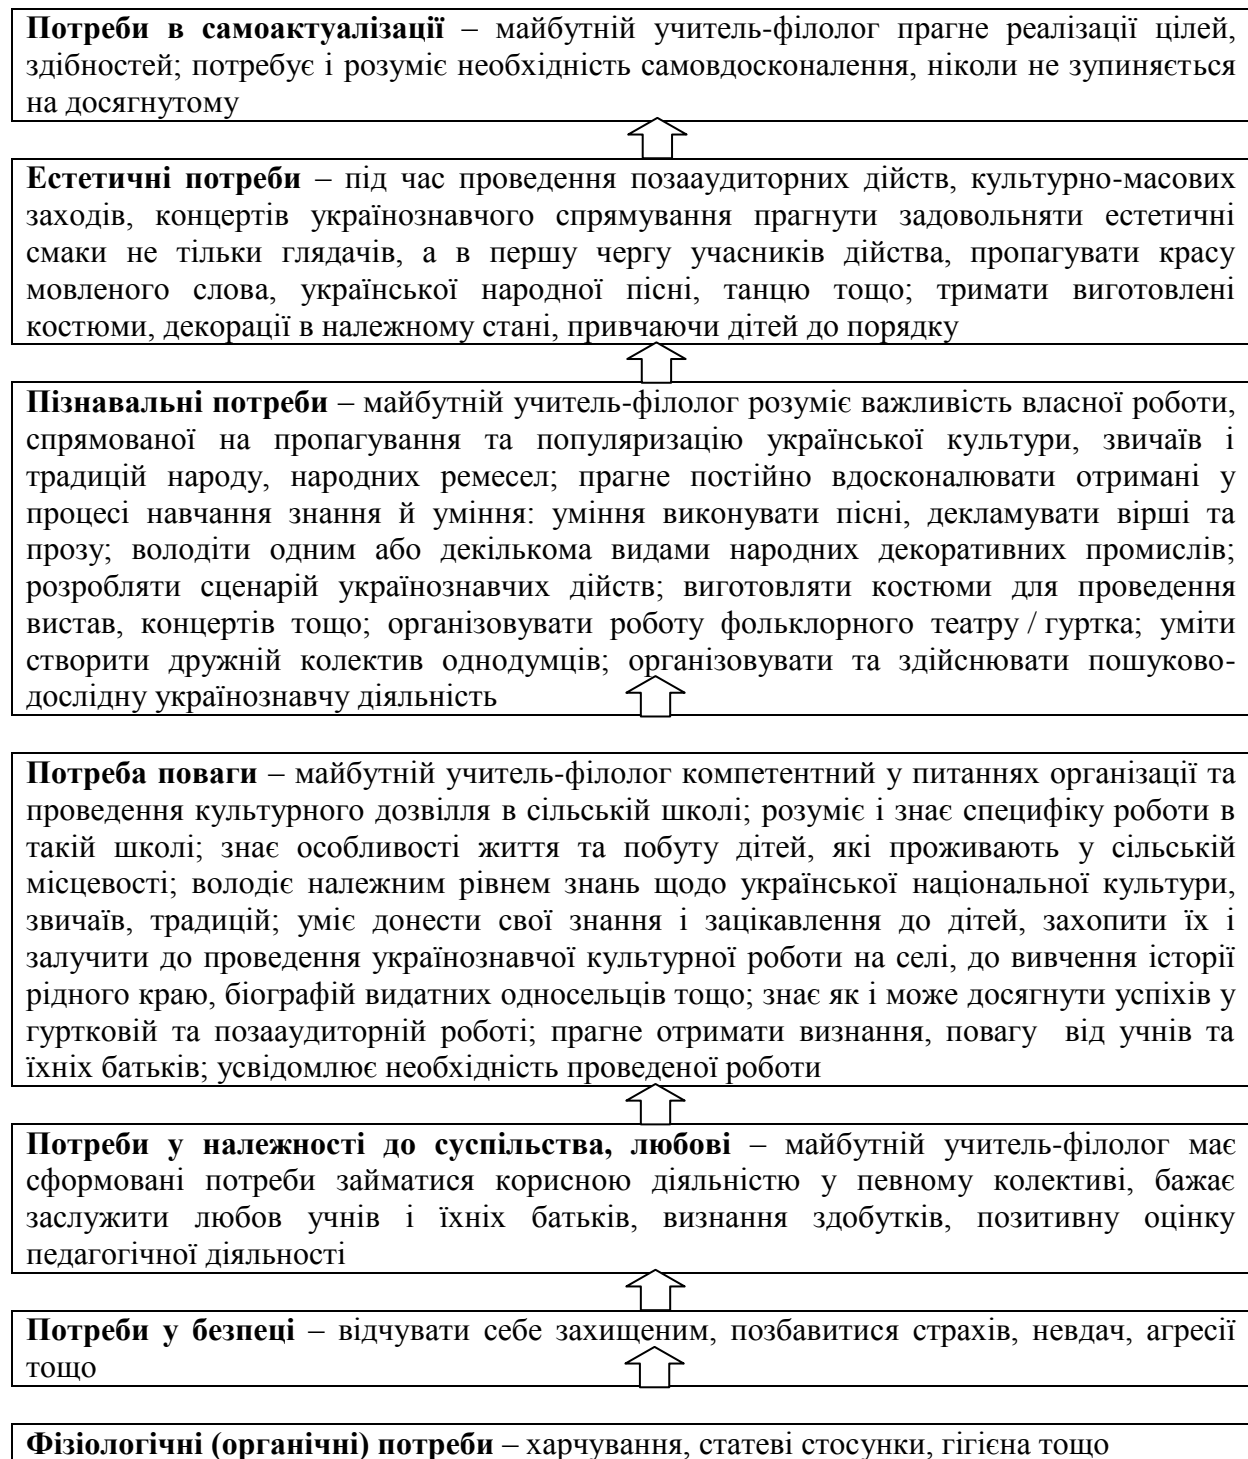 Потреби в самоактуалізації – майбутній учитель-філолог прагне реалізації цілей,
здібностей; потребує і розуміє необхідність самовдосконалення, ніколи не зупиняється
на досягнутому
Естетичні потреби – під час проведення позааудиторних дійств, культурно-масових
заходів, концертів українознавчого спрямування прагнути задовольняти естетичні
смаки не тільки глядачів, а в першу чергу учасників дійства, пропагувати красу
мовленого слова, української народної пісні, танцю тощо; тримати виготовлені
костюми, декорації в належному стані, привчаючи дітей до порядку
Пізнавальні потреби – майбутній учитель-філолог розуміє важливість власної роботи,
спрямованої на пропагування та популяризацію української культури, звичаїв і
традицій народу, народних ремесел; прагне постійно вдосконалювати отримані у
процесі навчання знання й уміння: уміння виконувати пісні, декламувати вірші та
прозу; володіти одним або декількома видами народних декоративних промислів;
розробляти сценарій українознавчих дійств; виготовляти костюми для проведення
вистав, концертів тощо; організовувати роботу фольклорного театру / гуртка; уміти
створити дружній колектив однодумців; організовувати та здійснювати пошуково-
дослідну українознавчу діяльність
Потреба поваги – майбутній учитель-філолог компетентний у питаннях організації та
проведення культурного дозвілля в сільській школі; розуміє і знає специфіку роботи в
такій школі; знає особливості життя та побуту дітей, які проживають у сільській
місцевості; володіє належним рівнем знань щодо української національної культури,
звичаїв, традицій; уміє донести свої знання і зацікавлення до дітей, захопити їх і
залучити до проведення українознавчої культурної роботи на селі, до вивчення історії
рідного краю, біографій видатних односельців тощо; знає як і може досягнути успіхів у
гуртковій та позааудиторній роботі; прагне отримати визнання, повагу від учнів та
їхніх батьків; усвідомлює необхідність проведеної роботи
Потреби у належності до суспільства, любові – майбутній учитель-філолог має
сформовані потреби займатися корисною діяльністю у певному колективі, бажає
заслужити любов учнів і їхніх батьків, визнання здобутків, позитивну оцінку
педагогічної діяльності
Потреби у безпеці – відчувати себе захищеним, позбавитися страхів, невдач, агресії
тощо
Фізіологічні (органічні) потреби – харчування, статеві стосунки, гігієна тощо